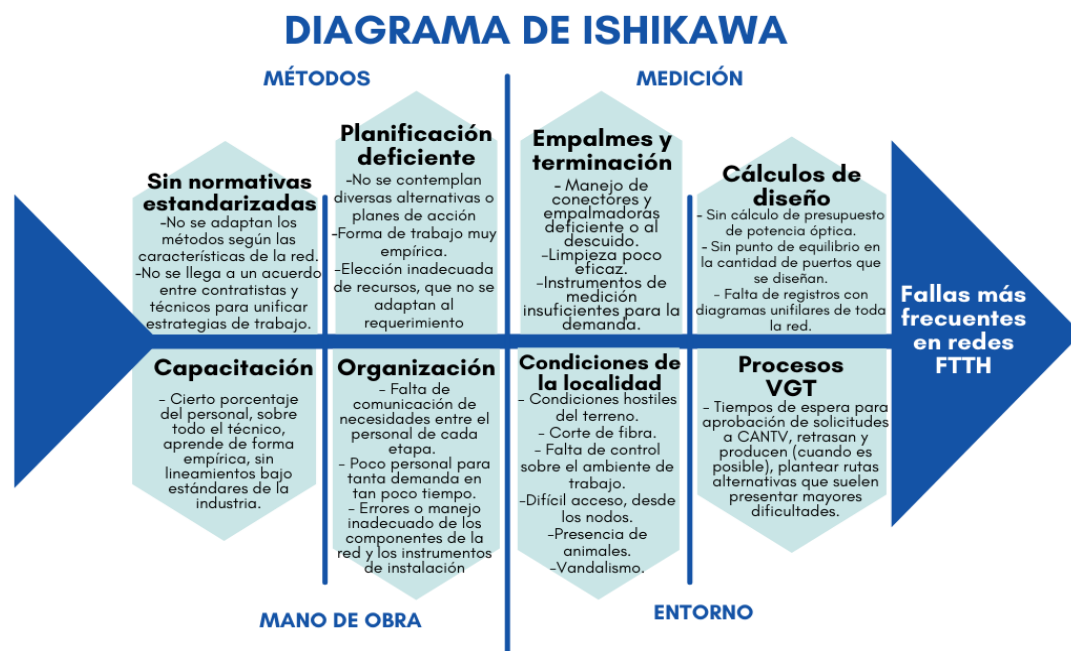 DIAGRAMA DE ISHIKAWA
MÉTODOS
MEDICIÓN
Sin normativas
estandarizadas
-No se adaptan los
métodos según las
características de la red.
-No se llega a un acuerdo
entre contratistas y
técnicos para unificar
estrategias de trabajo.
Planificación
deficiente
-No se contemplan
diversas alternativas o
planes de acción
-Forma de trabajo muy
empírica.
-Elección inadecuada
de recursos, que no se
adaptan al
requerimiento
Empalmes y
terminación
- Manejo de
conectores y
empalmadoras
deficiente o al
descuido.
-Limpieza poco
eficaz.
-Instrumentos de
medición
insuficientes para la
demanda.
Cálculos de
diseño
- Sin cálculo de presupuesto
de potencia óptica.
- Sin punto de equilibrio en
la cantidad de puertos que
se diseñan.
- Falta de registros con
diagramas unifilares de toda
la red.
Fallas más
frecuentes
en redes
FTTH
Capacitación
- Cierto porcentaje
del personal, sobre
todo el técnico,
aprende de forma
empírica, sin
lineamientos bajo
estándares de la
industria.
Organización
- Falta de
comunicación de
necesidades entre el
personal de cada
etapa.
- Poco personal para
tanta demanda en
tan poco tiempo.
- Errores o manejo
inadecuado de los
componentes de la
red y los instrumentos
de instalación
Condiciones de
la localidad
- Condiciones hostiles
del terreno.
- Corte de fibra.
- Falta de control
sobre el ambiente de
trabajo.
-Difícil acceso, desde
los nodos.
-Presencia de
animales.
-Vandalismo.
Procesos
VGT
- Tiempos de espera para
aprobación de solicitudes
a CANTV, retrasan y
producen (cuando es
posible), plantear rutas
alternativas que suelen
presentar mayores
dificultades.
MANO DE OBRA
ENTORNO